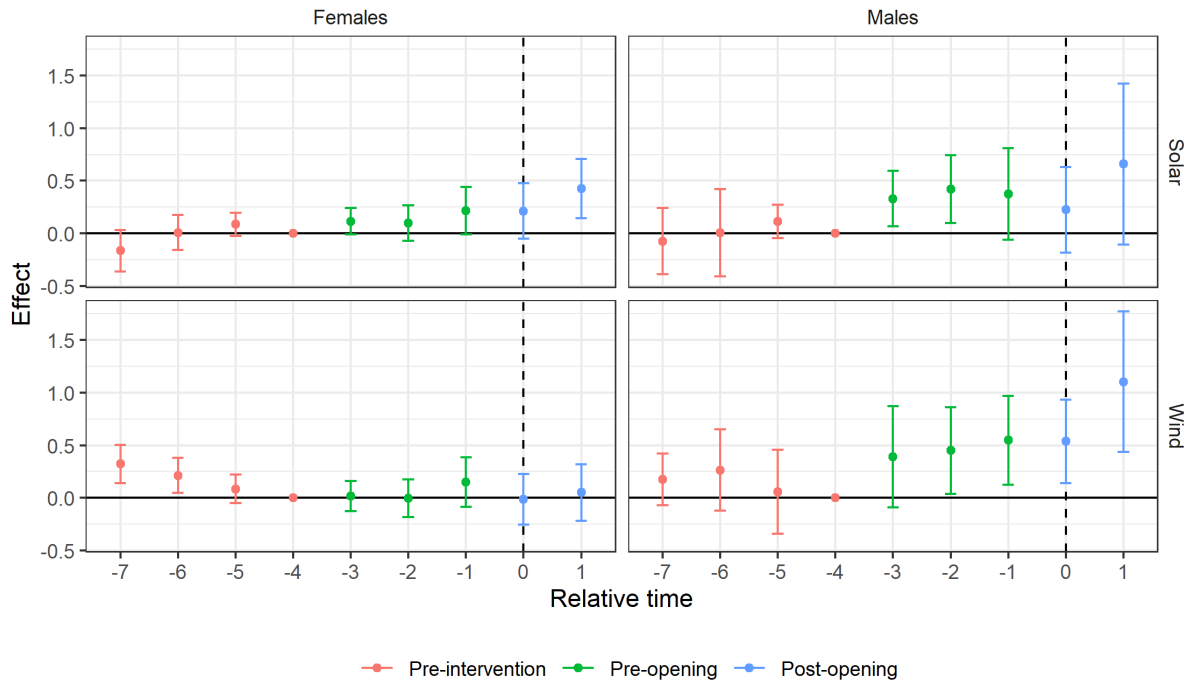 Females Males
1.5
1.0
0.5
0.0
-0.5
Solar
Effect
1.5
1.0
0.5
0.0
-0.5
Wind
-7 -6 -5 -4 -3 -2 -1 0 1 -7 -6 -5 -4 -3 -2 -1 0 1
Relative time
Pre-intervention Pre-opening Post-opening